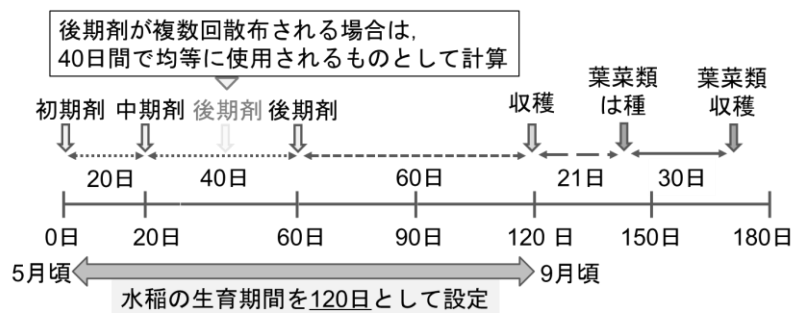 後期剤が複数回散布される場合は,
40日間で均等に使用されるものとして計算
初期剤 中期剤 後期剤 後期剤 収穫 葉菜類は種 葉菜類収穫
20日 40日 60日 21日 30日
0日 20日 60日 90日 120 日 150日 180日
5月頃 9月頃
水稲の生育期間を120日として設定